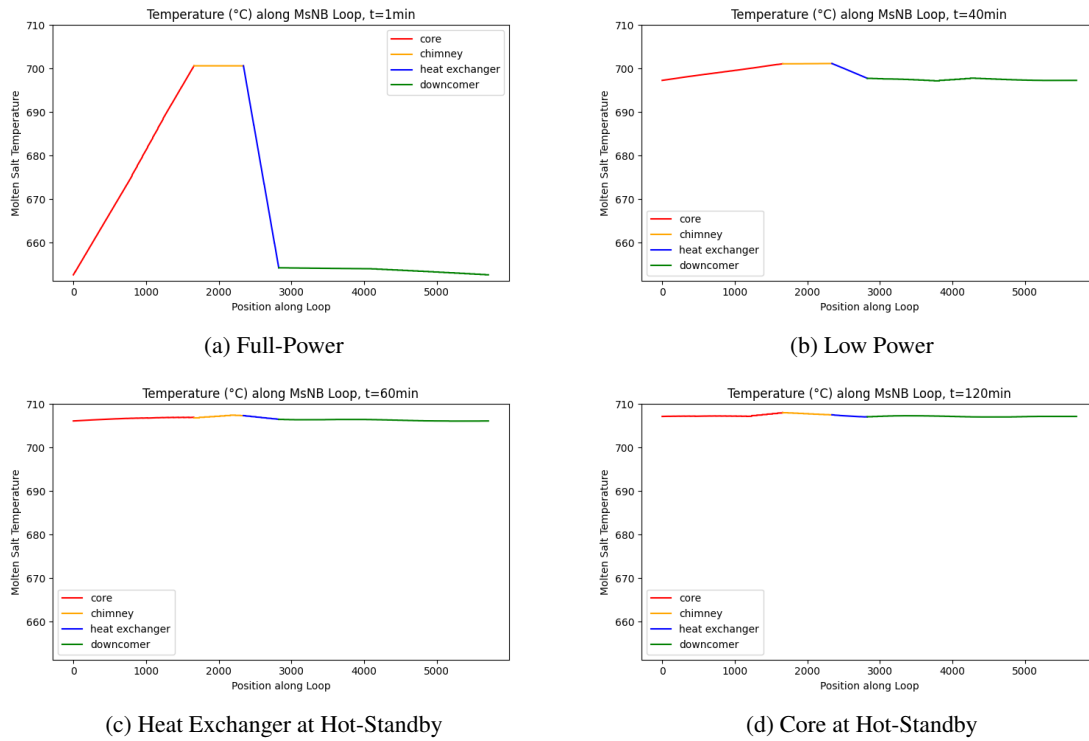 Temperature (°C) along MsNB Loop, t=1min
710
700
690
680
670
660
Molten Salt Temperature
core
chimney
heat exchanger
downcomer
0 1000 2000 3000 4000 5000
Position along Loop
(a) Full-Power
Temperature (°C) along MsNB Loop, t=40min
710
700
690
680
670
660
Molten Salt Temperature
core
chimney
heat exchanger
downcomer
0 1000 2000 3000 4000 5000
Position along Loop
(b) Low Power
Temperature (°C) along MsNB Loop, t=60min
710
700
690
680
670
660
Molten Salt Temperature
core
chimney
heat exchanger
downcomer
0 1000 2000 3000 4000 5000
Position along Loop
(c) Heat Exchanger at Hot-Standby
Temperature (°C) along MsNB Loop, t=120min
710
700
690
680
670
660
Molten Salt Temperature
core
chimney
heat exchanger
downcomer
0 1000 2000 3000 4000 5000
Position along Loop
(d) Core at Hot-Standby